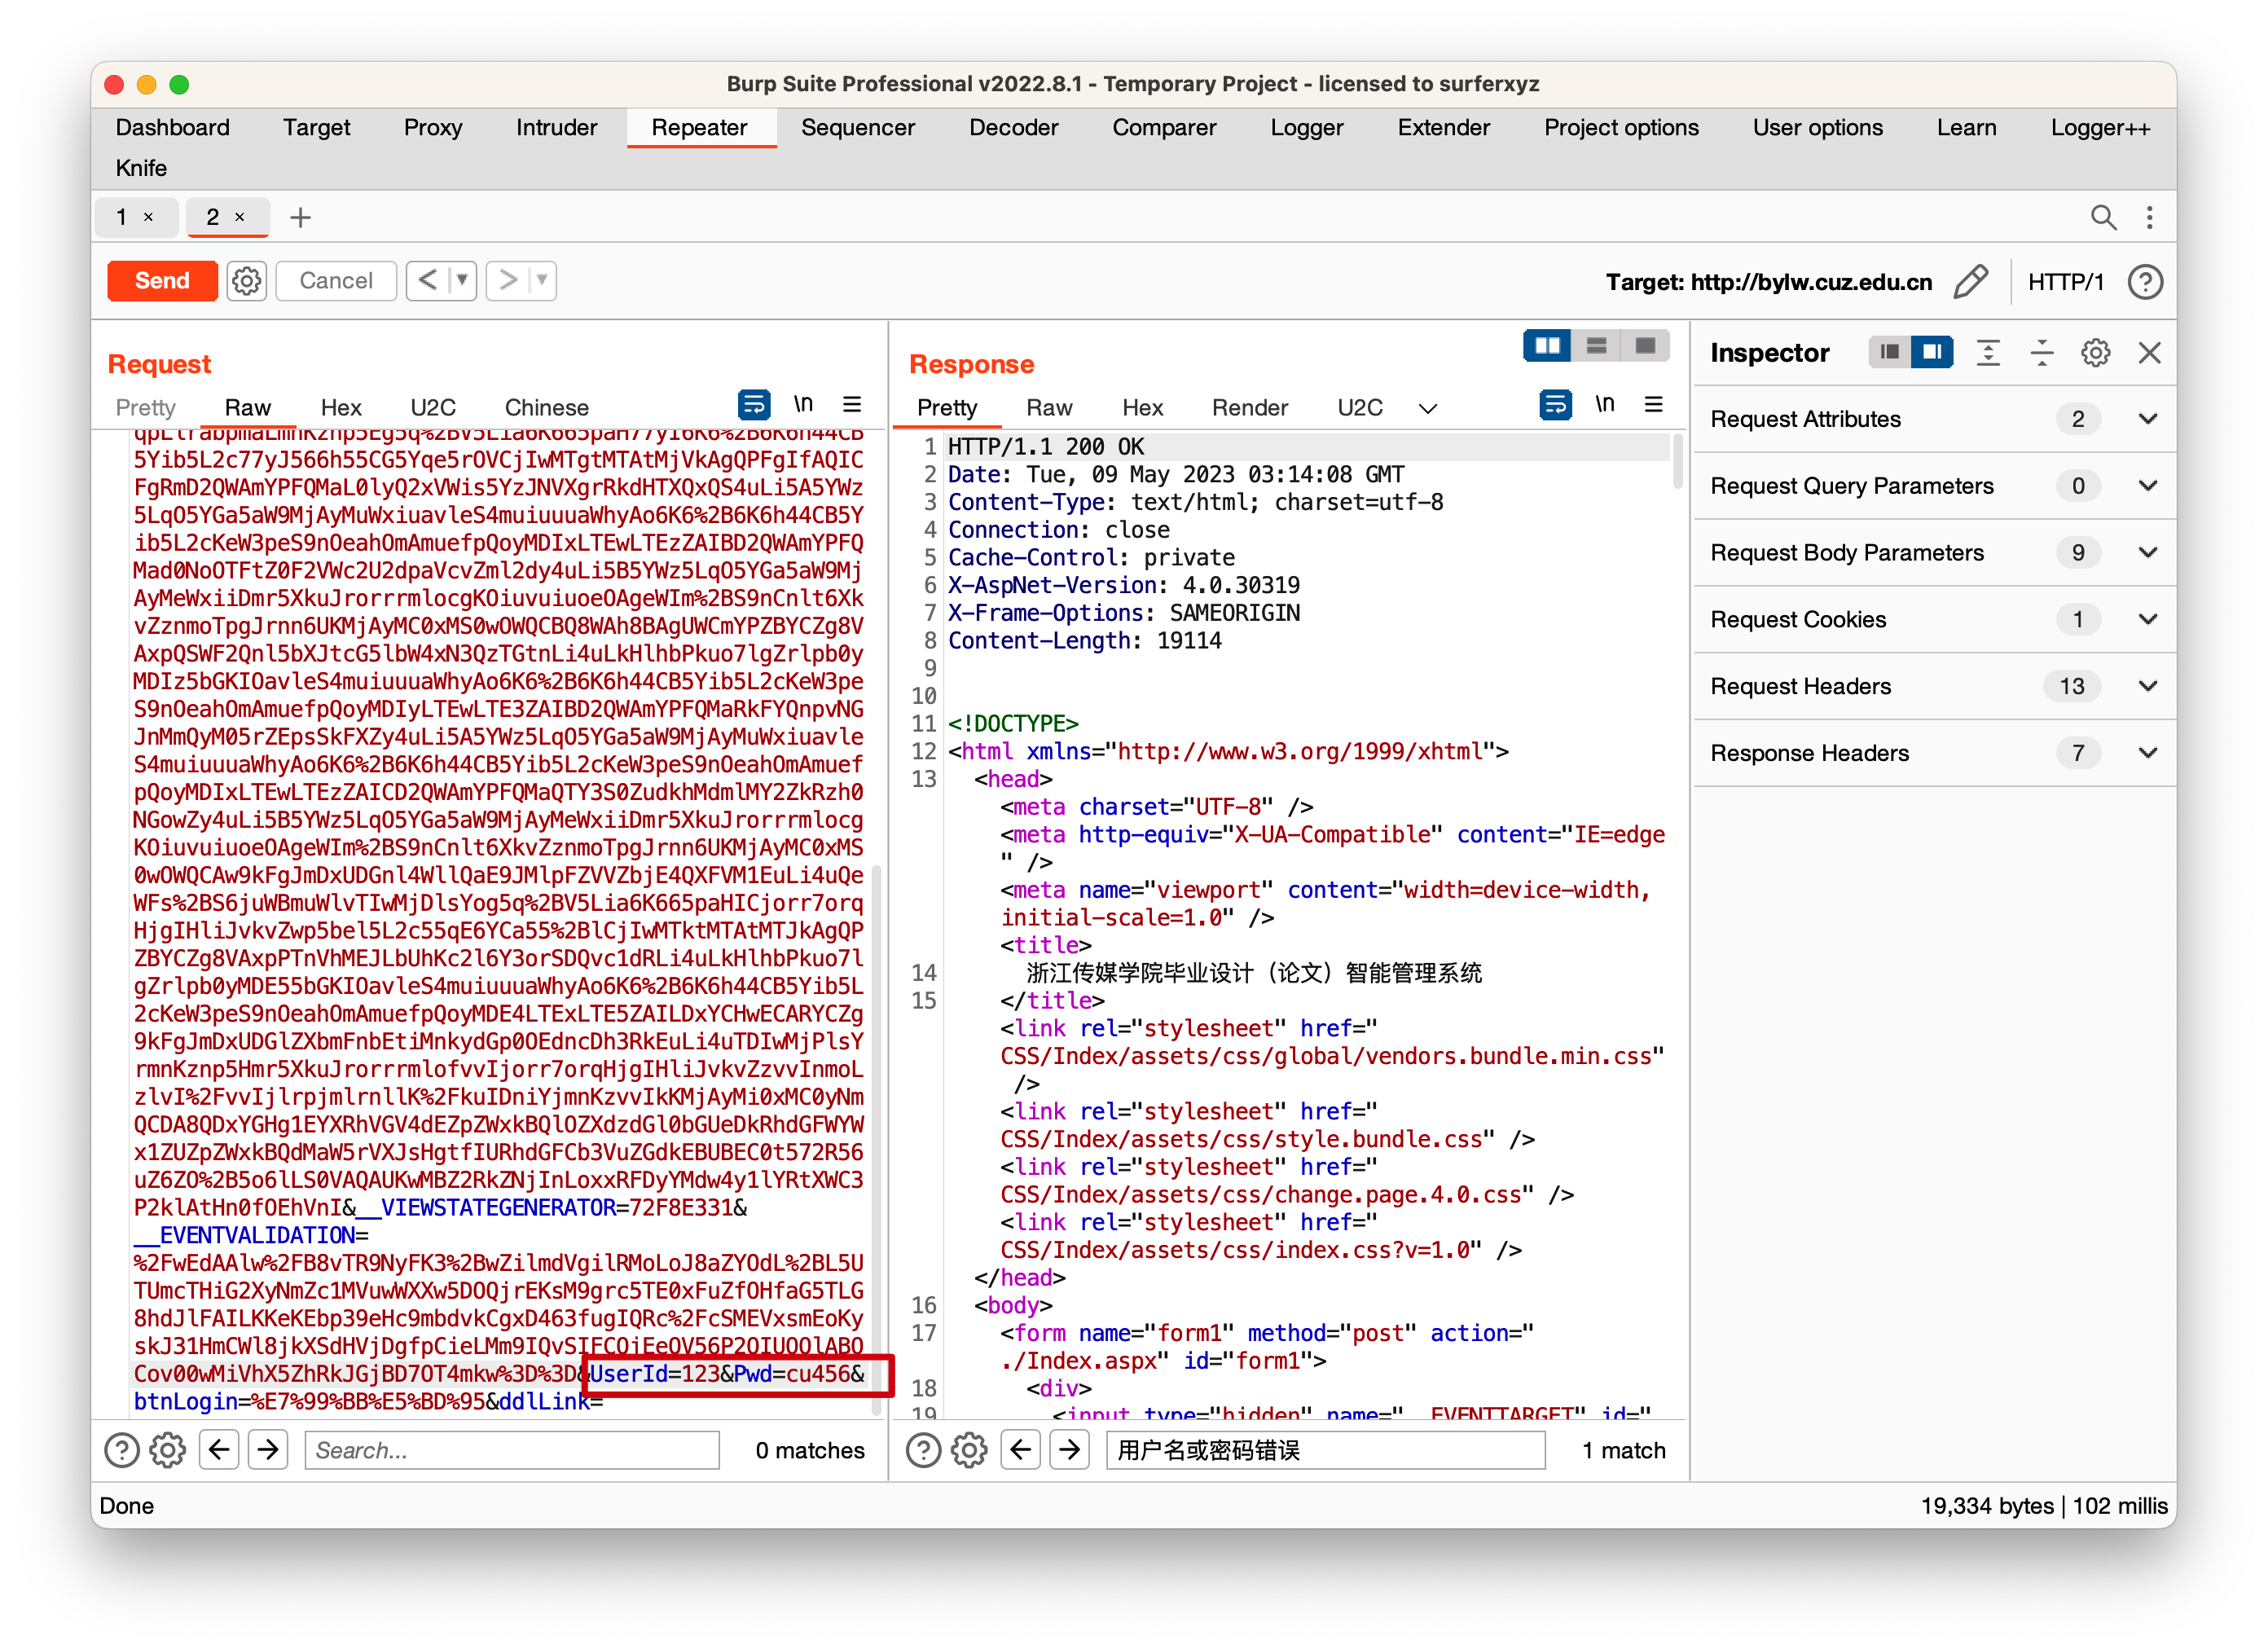 Burp Suite Professional v2022.8.1 - Temporary Project - licensed to surferxyz
Dashboard Target Proxy Intruder Repeater Sequencer Decoder Comparer Logger Extender Project options User options Learn Logger++
Knife
1 × 2 × +
Send Cancel < > Target: http://bylw.cuz.edu.cn HTTP/1 ?
Request
Pretty Raw Hex U2C Chinese \n
5Yib5L2c77yJ566h55CG5Yqe5rOVCjIwMTgtMTAtMjVkAgQPFgIfAQIC
FgRmD2QWAmYPFQMaL0lyQ2xVWis5YzJNVXgrRkdHTXQxQS4uLi5A5YWz
5LqO5YGa5aW9MjAyMuWxiuavleS4muiuuuaWhyAo6K6%2B6K6h44CB5Y
ib5L2cKeW3peS9nOeahOmAmuefpQoyMDIxLTEwLTEzZAIBD2QWAmYPFQ
Mad0NoOTFtZ0F2VWc2U2dpaVcvZml2dy4uLi5B5YWz5LqO5YGa5aW9Mj
AyMeWxiiDmr5XkuJrorrrmlocgKOiuvuiuoeOAgeWIm%2BS9nCnlt6Xk
vZznmoTpgJrnn6UKMjAyMC0xMS0wOWQCBQ8WAh8BAgUWCmYPZBYCZg8V
AxpQSWF2Qnl5bXJtcG5lbW4xN3QzTGtnLi4uLkHlhbPkuo7lgZrlpb0y
MDIz5bGKIOavleS4muiuuuaWhyAo6K6%2B6K6h44CB5Yib5L2cKeW3pe
S9nOeahOmAmuefpQoyMDIyLTEwLTE3ZAIBD2QWAmYPFQMaRkFYQnpvNG
JnMmQyM05rZEpsSkFXZy4uLi5A5YWz5LqO5YGa5aW9MjAyMuWxiuavle
S4muiuuuaWhyAo6K6%2B6K6h44CB5Yib5L2cKeW3peS9nOeahOmAmuef
pQoyMDIxLTEwLTEzZAICD2QWAmYPFQMaQTY3S0ZudkhMdmlMY2ZkRzh0
NGowZy4uLi5B5YWz5LqO5YGa5aW9MjAyMeWxiiDmr5XkuJrorrrmlocg
KOiuvuiuoeOAgeWIm%2BS9nCnlt6XkvZznmoTpgJrnn6UKMjAyMC0xMS
0wOWQCAw9kFgJmDxUDGnl4WllQaE9JMlpFZVVZbjE4QXFVM1EuLi4uQe
WFs%2BS6juWBmuWlvTIwMjDlsYog5q%2BV5Lia6K665paHICjorr7orq
HjgIHliJvkvZwp5bel5L2c55qE6YCa55%2BlCjIwMTktMTAtMTJkAgQP
ZBYCZg8VAxpPTnVhMEJLbUhKc2l6Y3orSDQvc1dRLi4uLkHlhbPkuo7l
gZrlpb0yMDE55bGKIOavleS4muiuuuaWhyAo6K6%2B6K6h44CB5Yib5L
2cKeW3peS9nOeahOmAmuefpQoyMDE4LTExLTE5ZAILDxYCHwECARYCZg
9kFgJmDxUDGlZXbmFnbEtiMnkydGp0OEdncDh3RkEuLi4uTDIwMjPlsY
rmnKznp5Hmr5XkuJrorrrmlofvvIjorr7orqHjgIHliJvkvZzvvInmoL
zlvI%2FvvIjlrpjmlrnllK%2FkuIDniYjmnKzvvIkKMjAyMi0xMC0yNm
QCDA8QDxYGHg1EYXRhVGV4dEZpZWxkBQlOZXdzdGl0bGUeDkRhdGFWYW
x1ZUZpZWxkBQdMaW5rVXJsHgtfIURhdGFCb3VuZGdkEBUBEC0t572R56
uZ6ZO%2B5o6lLS0VAQAUKwMBZ2RkZNjInLoxxRFDyYMdw4y1lYRtXWC3
P2klAtHn0fOEhVnI&__VIEWSTATEGENERATOR=72F8E331&
__EVENTVALIDATION=
%2FwEdAAlw%2FB8vTR9NyFK3%2BwZilmdVgilRMoLoJ8aZYOdL%2BL5U
TUmcTHiG2XyNmZc1MVuwWXXw5DOQjrEKsM9grc5TE0xFuZfOHfaG5TLG
8hdJlFAILKKeKEbp39eHc9mbdvkCgxD463fugIQRc%2FcSMEVxsmEoKy
skJ31HmCWl8jkXSdHVjDgfpCieLMm9IQvSIFCOjEeOV56P2OIUOOlABO
Cov00wMiVhX5ZhRkJGjBD7OT4mkw%3D%3D&UserId=123&Pwd=cu456&
btnLogin=%E7%99%BB%E5%BD%95&ddlLink=
Search... 0 matches
Response
Pretty Raw Hex Render U2C \n
1 HTTP/1.1 200 OK
2 Date: Tue, 09 May 2023 03:14:08 GMT
3 Content-Type: text/html; charset=utf-8
4 Connection: close
5 Cache-Control: private
6 X-AspNet-Version: 4.0.30319
7 X-Frame-Options: SAMEORIGIN
8 Content-Length: 19114
9
10
11 <!DOCTYPE>
12 <html xmlns="http://www.w3.org/1999/xhtml">
13 <head>
<meta charset="UTF-8" />
<meta http-equiv="X-UA-Compatible" content="IE=edge
" />
<meta name="viewport" content="width=device-width,
initial-scale=1.0" />
<title>
14 浙江传媒学院毕业设计（论文）智能管理系统
15 </title>
<link rel="stylesheet" href="
CSS/Index/assets/css/global/vendors.bundle.min.css"
/>
<link rel="stylesheet" href="
CSS/Index/assets/css/style.bundle.css" />
<link rel="stylesheet" href="
CSS/Index/assets/css/change.page.4.0.css" />
<link rel="stylesheet" href="
CSS/Index/assets/css/index.css?v=1.0" />
</head>
16 <body>
17 <form name="form1" method="post" action="
./Index.aspx" id="form1">
18 <div>
19 <input type="hidden" name="__EVENTTARGET" id="
用户名或密码错误 1 match
Inspector
Request Attributes 2
Request Query Parameters 0
Request Body Parameters 9
Request Cookies 1
Request Headers 13
Response Headers 7
Done 19,334 bytes | 102 millis